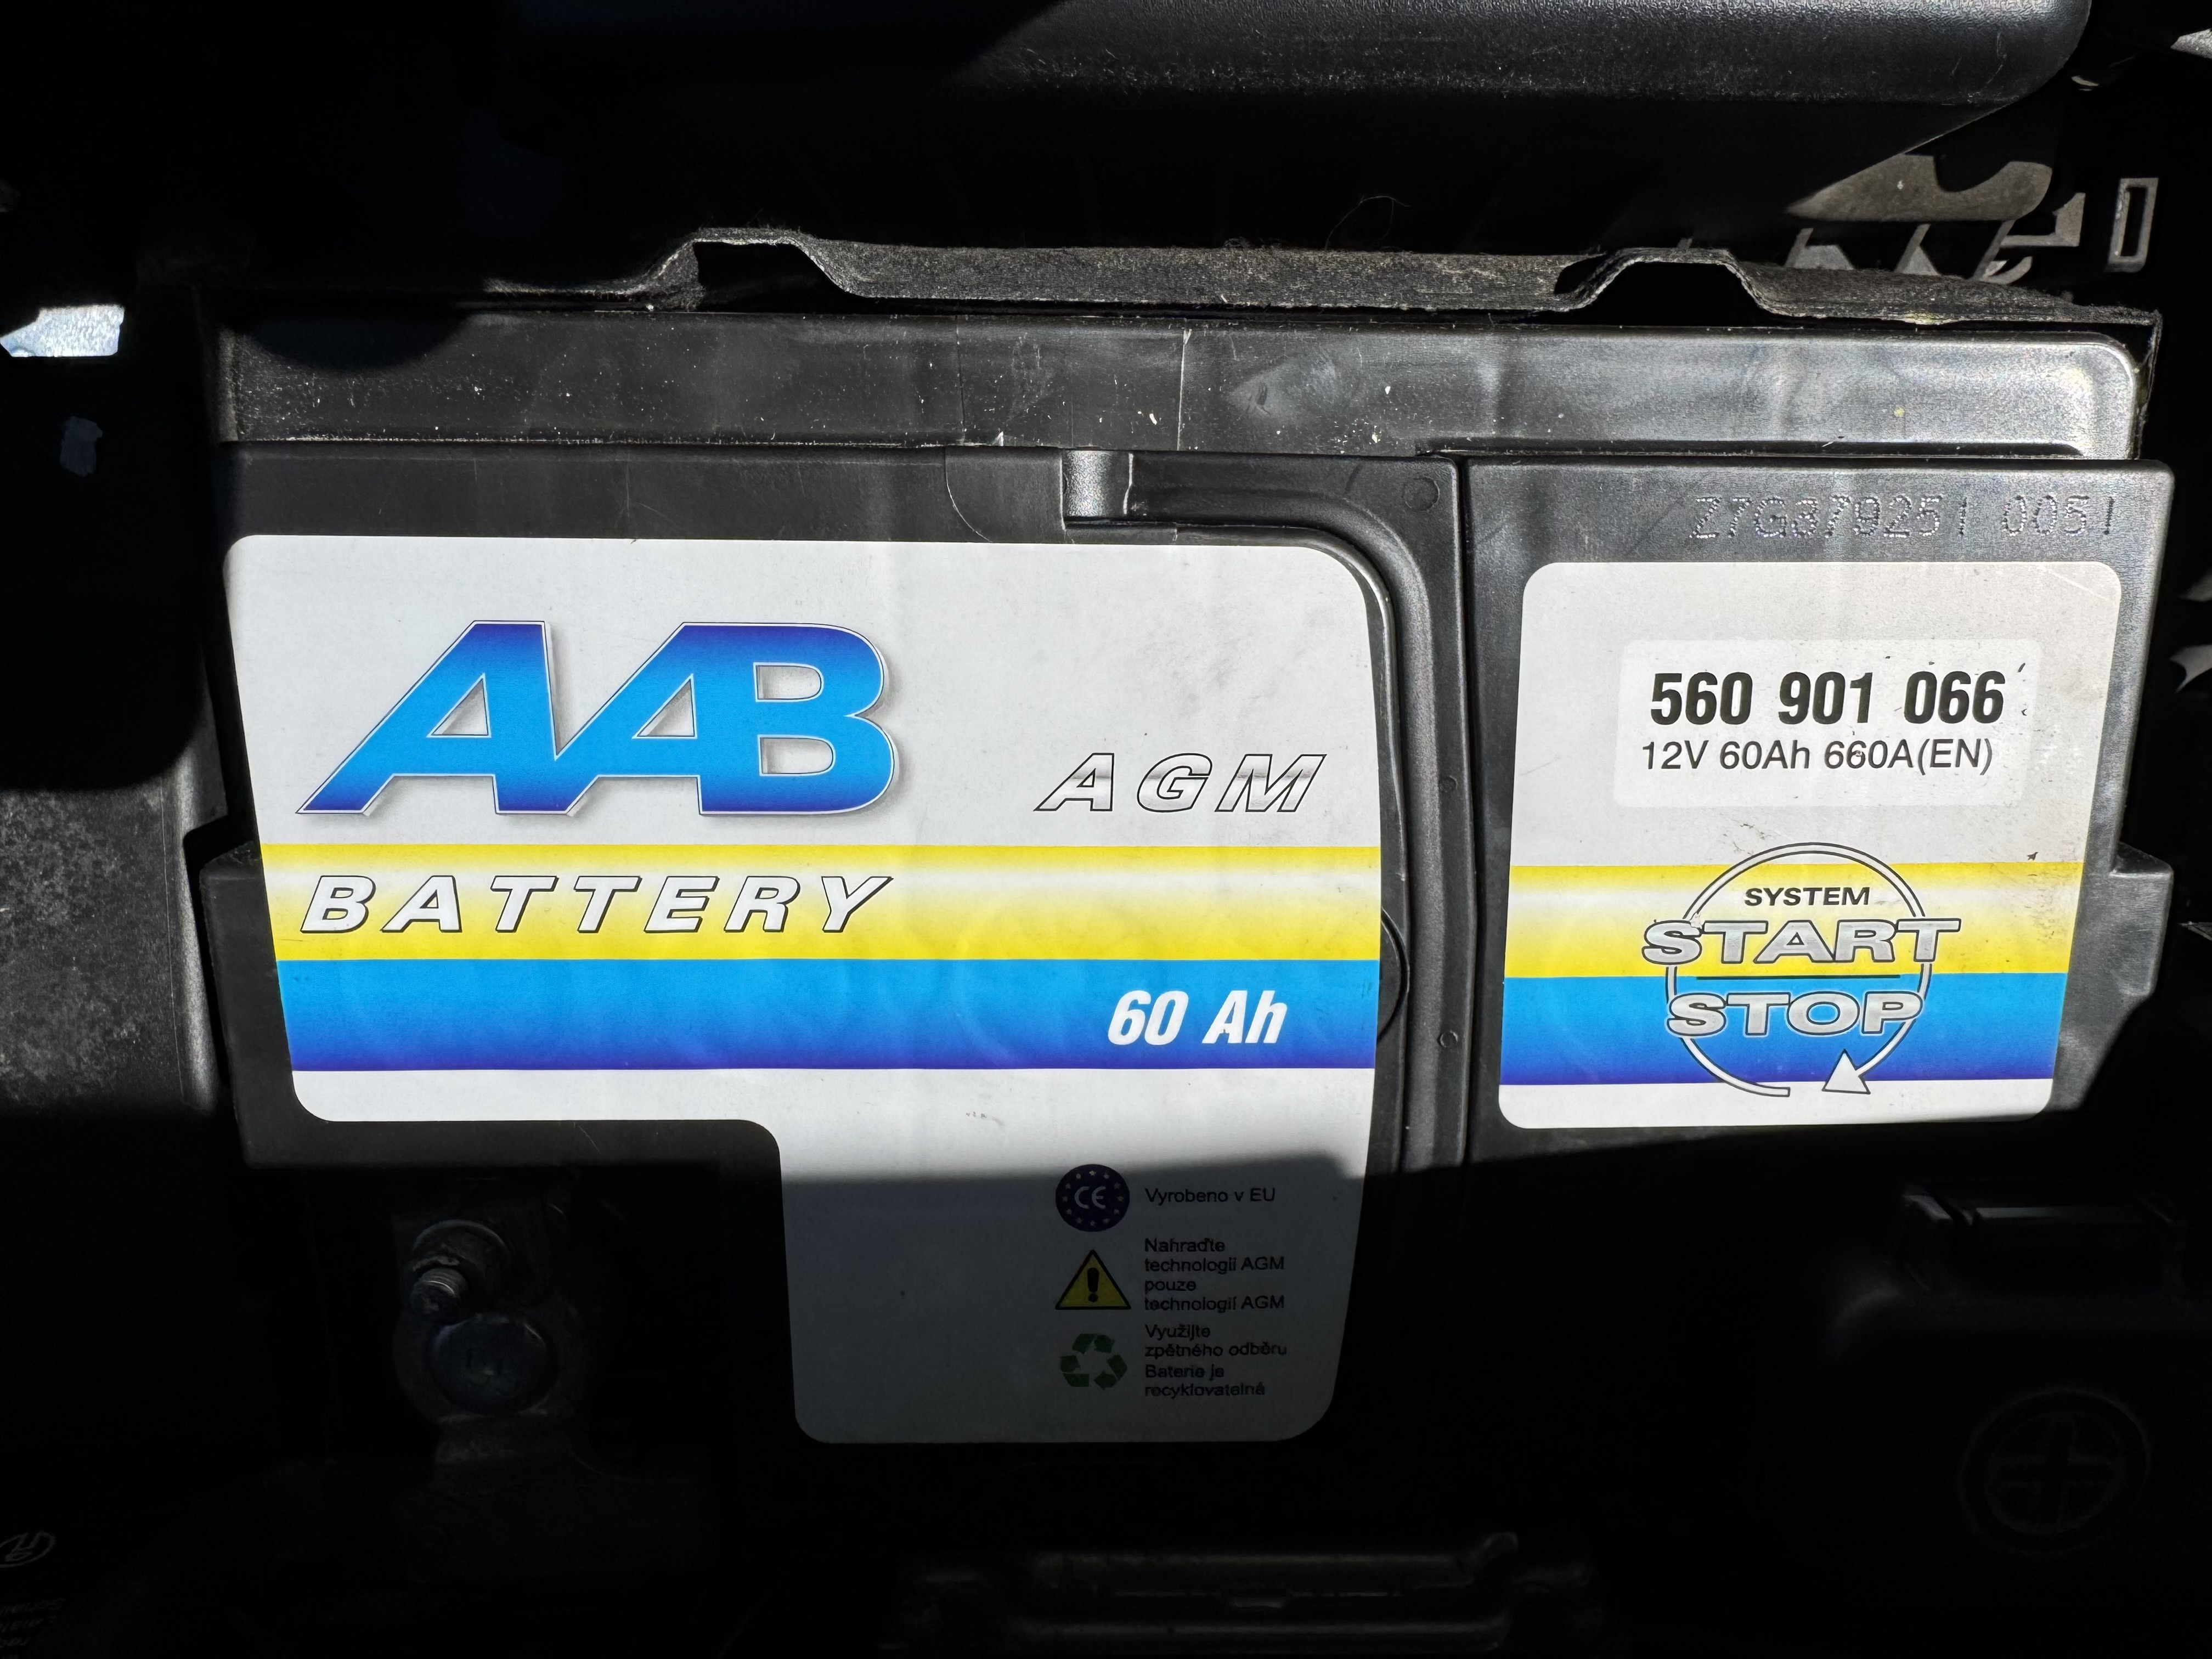 Z7G379251 0051
AAB
AGM
BATTERY
60 Ah
560 901 066
12V 60Ah 660A(EN)
SYSTEM
START
STOP
CE
Vyrobeno v EU
Nahraďte
technologii AGM
pouze
technologií AGM
Využijte
zpětného odběru
Baterie je
recyklovatelná